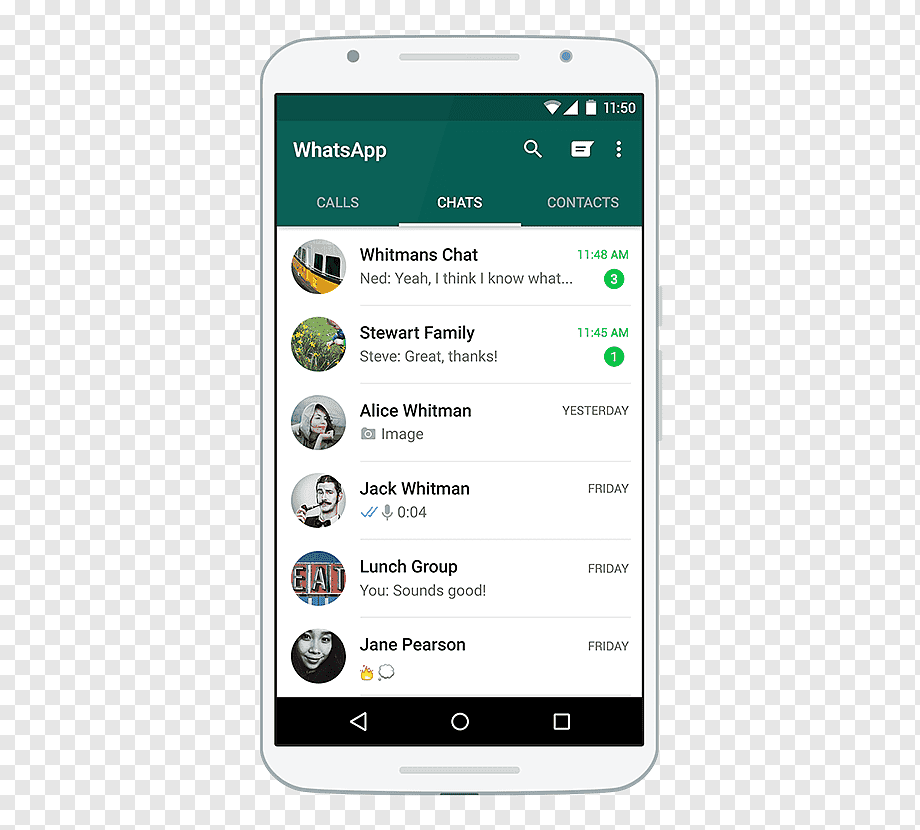 11:50
WhatsApp
CALLS CHATS CONTACTS
Whitmans Chat 11:48 AM
Ned: Yeah, I think I know what... 3
Stewart Family 11:45 AM
Steve: Great, thanks! 1
Alice Whitman YESTERDAY
Image
Jack Whitman FRIDAY
0:04
EAT
Lunch Group FRIDAY
You: Sounds good!
Jane Pearson FRIDAY